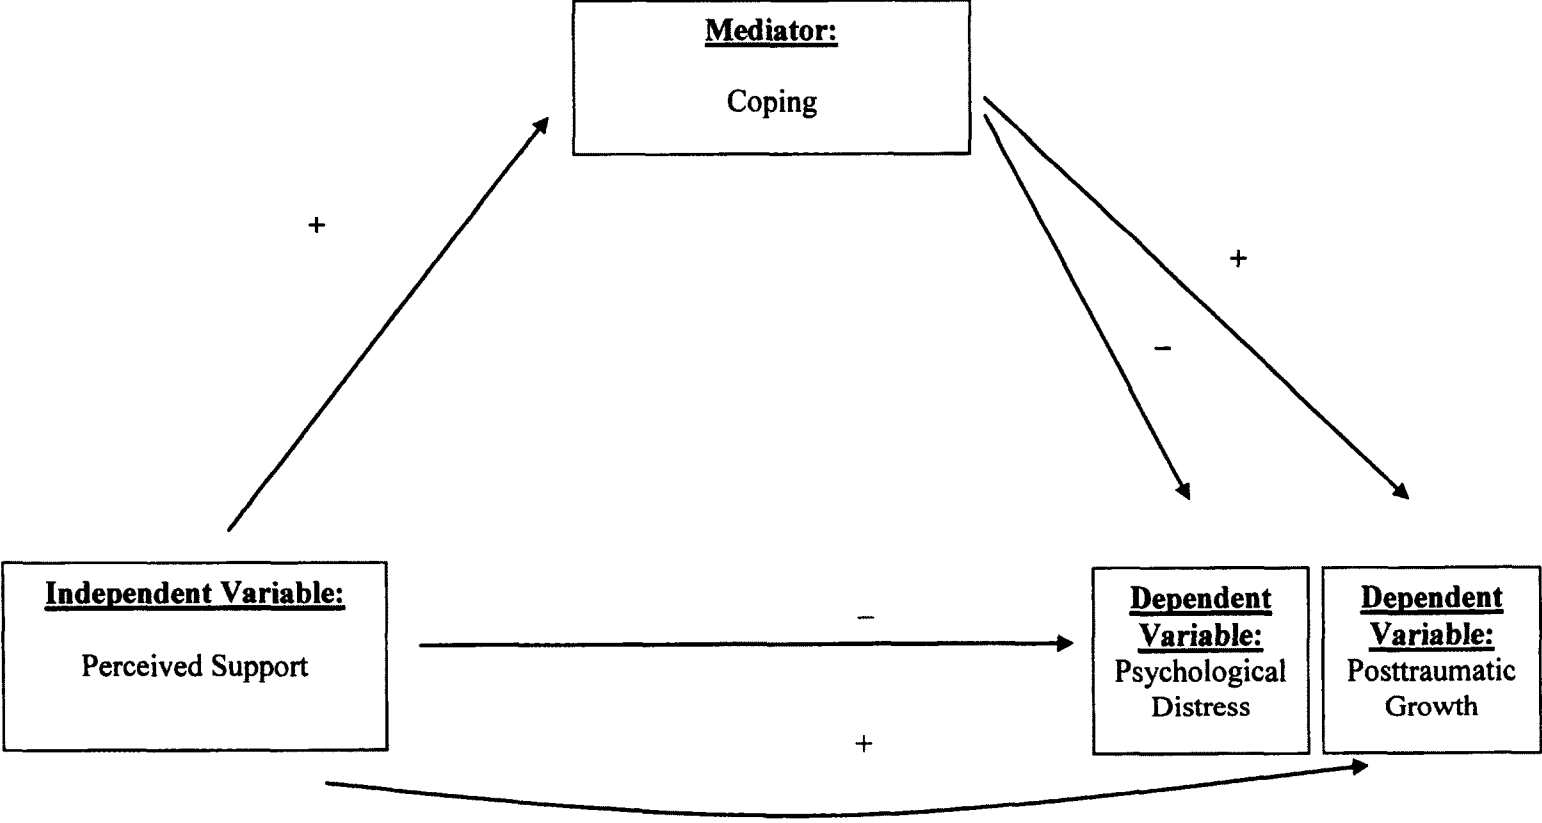 Mediator:
Coping
+
+
–
Independent Variable:
Perceived Support
–
+
Dependent
Variable:
Psychological
Distress
Dependent
Variable:
Posttraumatic
Growth